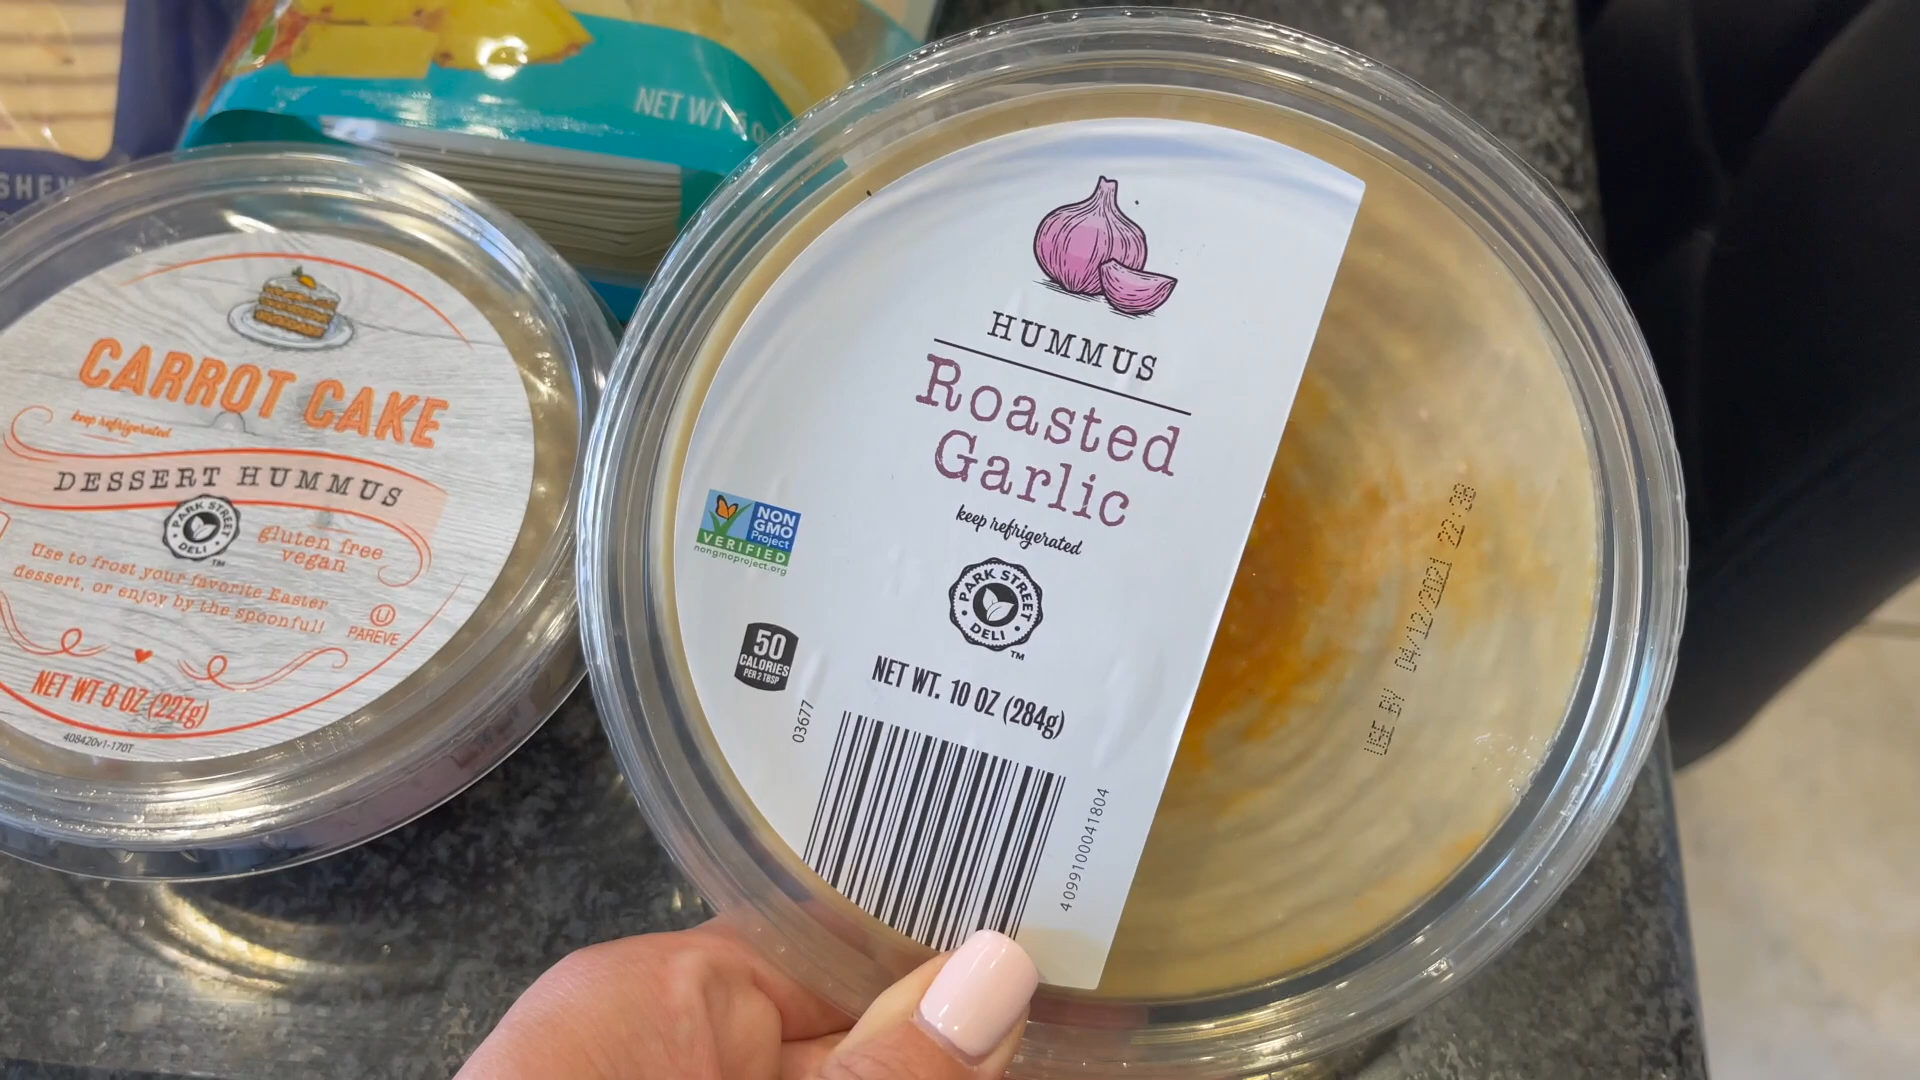 NET WT
SHEW
CARROT CAKE
keep refrigerated
DESSERT HUMMUS
PARK STREET
DELI
TM
gluten free
vegan
Use to frost your favorite Easter
dessert, or enjoy by the spoonful!
U
PAREVE
NET WT 8 OZ (227g)
408420v1-170T
HUMMUS
Roasted
Garlic
keep refrigerated
NON
GMO
Project
VERIFIED
nongmoproject.org
PARK STREET
DELI
TM
50
CALORIES
PER 2 TBSP
NET WT. 10 OZ (284g)
03677
4099100041804
USE BY 04/12/2021 22:38